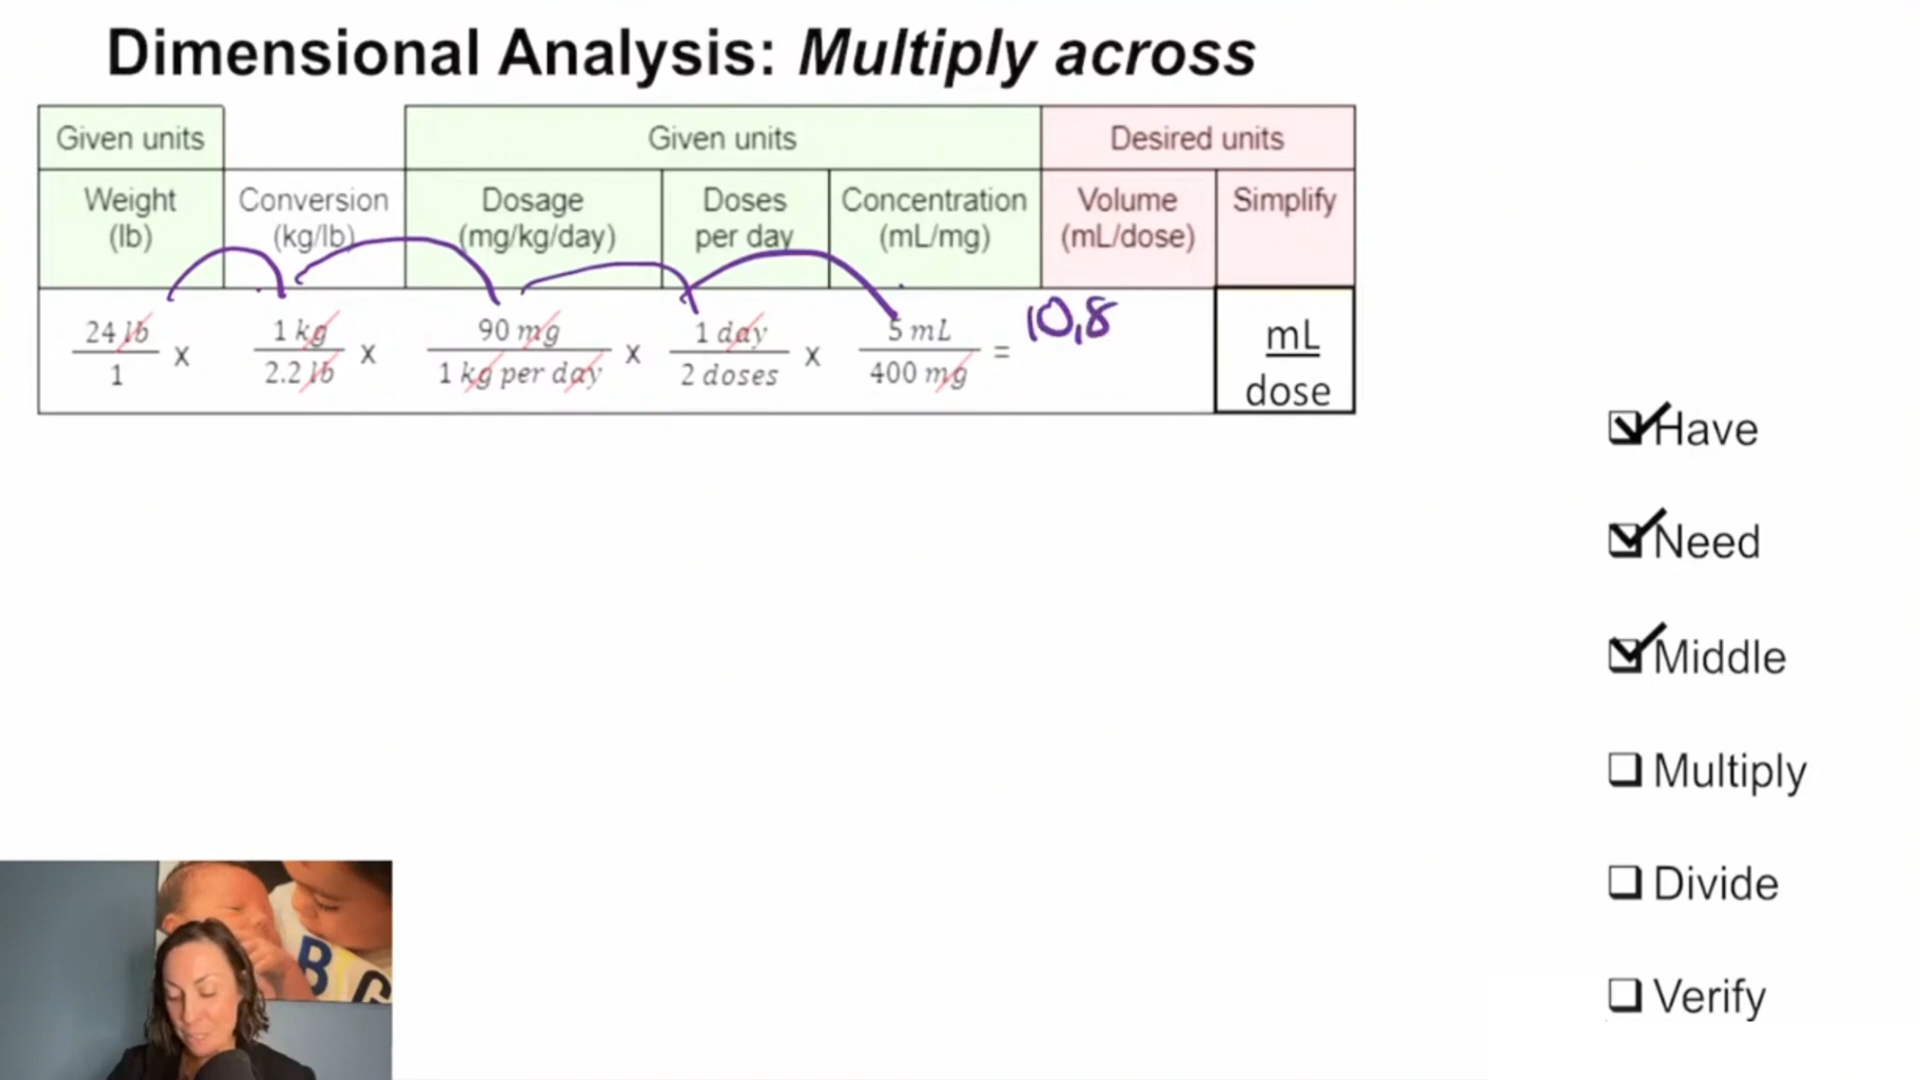 Dimensional Analysis: Multiply across
Given units Given units Desired units
Weight (lb) Conversion (kg/lb) Dosage (mg/kg/day) Doses per day Concentration (mL/mg) Volume (mL/dose) Simplify
24 lb 1 kg 90 mg 1 day 5 mL 10,8 mL
x x x x =
1 2.2 lb 1 kg per day 2 doses 400 mg dose
Have
Need
Middle
Multiply
Divide
Verify
B G